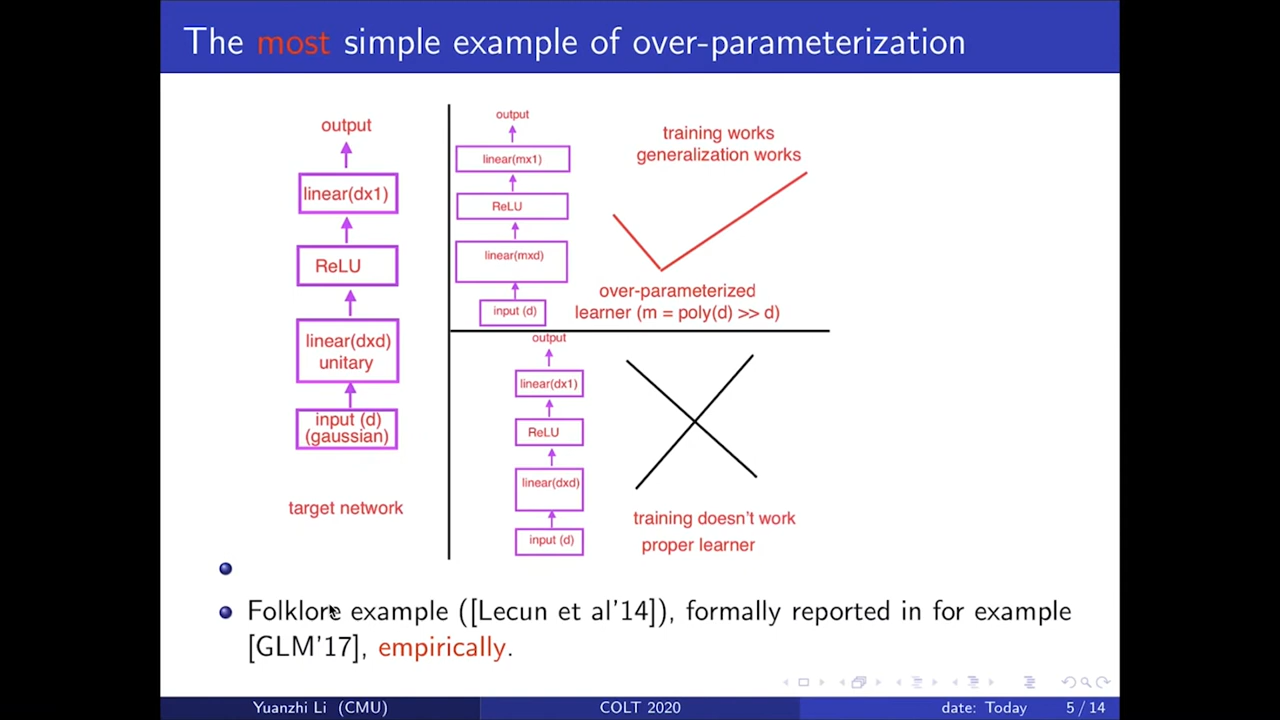 The most simple example of over-parameterization
output
linear(dx1)
ReLU
linear(dxd)
unitary
input (d)
(gaussian)
target network
output
linear(mx1)
ReLU
linear(mxd)
input (d)
training works
generalization works
over-parameterized
learner (m = poly(d) >> d)
output
linear(dx1)
ReLU
linear(dxd)
input (d)
training doesn't work
proper learner
Folklore example ([Lecun et al'14]), formally reported in for example
[GLM'17], empirically.
Yuanzhi Li (CMU)
COLT 2020
date: Today
5 / 14